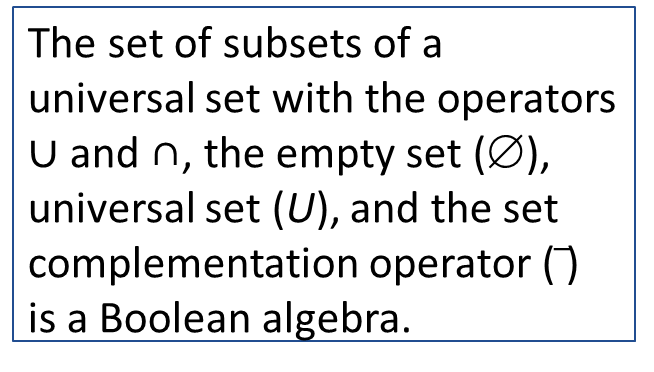 The set of subsets of a
universal set with the operators
∪ and ∩, the empty set (∅),
universal set (U), and the set
complementation operator (‾)
is a Boolean algebra.